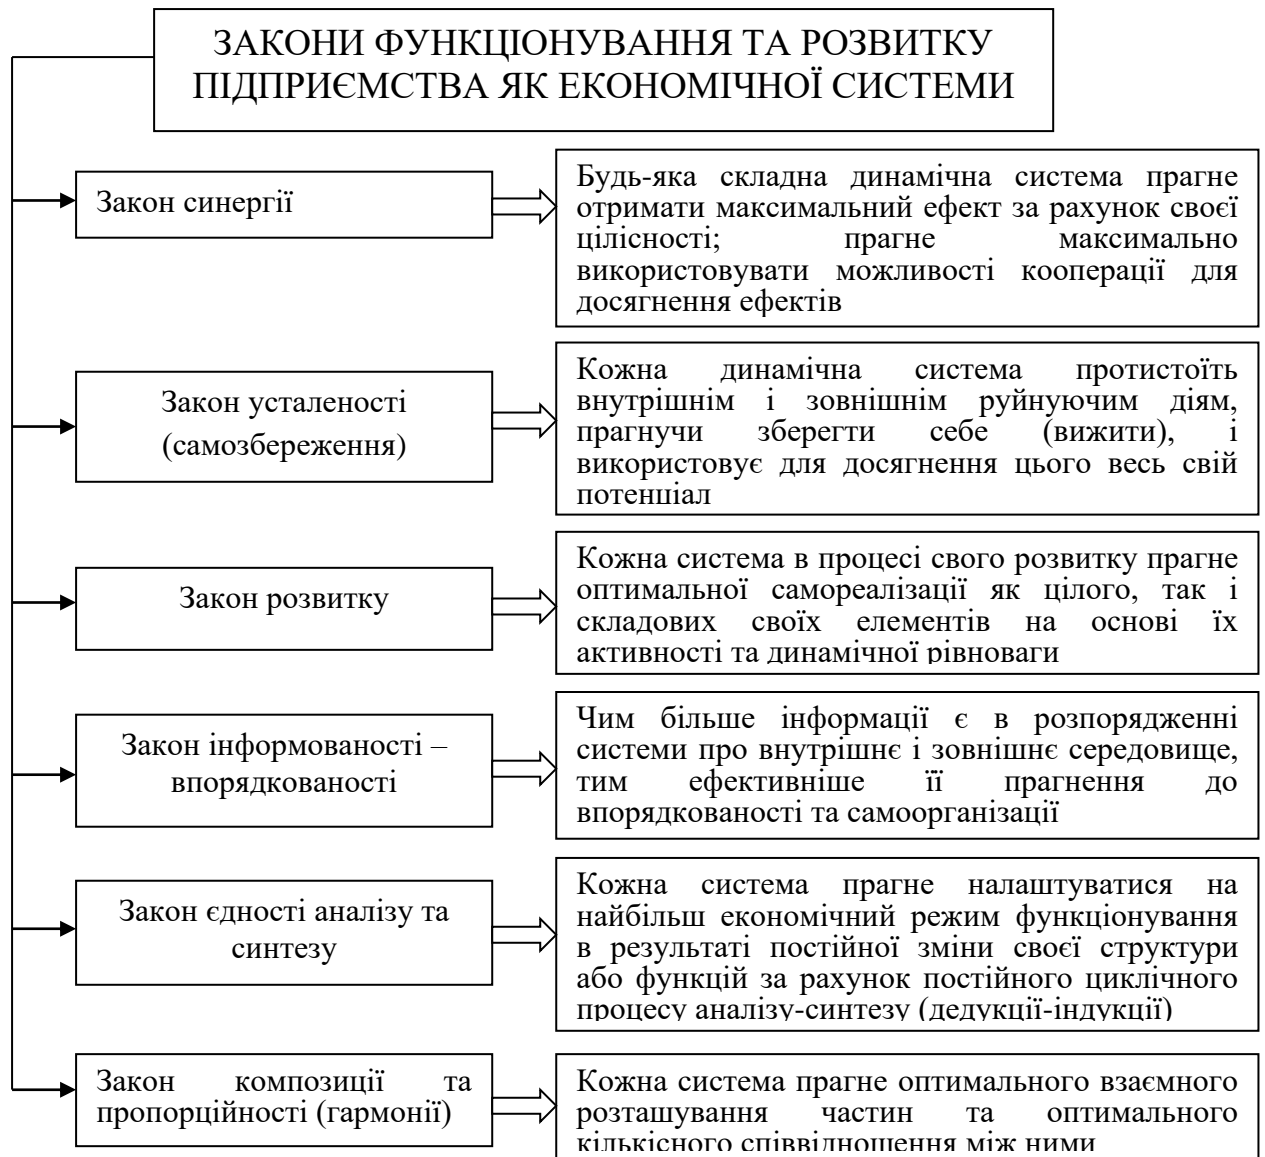 ЗАКОНИ ФУНКЦІОНУВАННЯ ТА РОЗВИТКУ
ПІДПРИЄМСТВА ЯК ЕКОНОМІЧНОЇ СИСТЕМИ
Закон синергії
Будь-яка складна динамічна система прагне
отримати максимальний ефект за рахунок своєї
цілісності; прагне максимально
використовувати можливості кооперації для
досягнення ефектів
Закон усталеності
(самозбереження)
Кожна динамічна система протистоїть
внутрішнім і зовнішнім руйнуючим діям,
прагнучи зберегти себе (вижити), і
використовує для досягнення цього весь свій
потенціал
Закон розвитку
Кожна система в процесі свого розвитку прагне
оптимальної самореалізації як цілого, так і
складових своїх елементів на основі їх
активності та динамічної рівноваги
Закон інформованості –
впорядкованості
Чим більше інформації є в розпорядженні
системи про внутрішнє і зовнішнє середовище,
тим ефективніше її прагнення до
впорядкованості та самоорганізації
Закон єдності аналізу та
синтезу
Кожна система прагне налаштуватися на
найбільш економічний режим функціонування
в результаті постійної зміни своєї структури
або функцій за рахунок постійного циклічного
процесу аналізу-синтезу (дедукції-індукції)
Закон композиції та
пропорційності (гармонії)
Кожна система прагне оптимального взаємного
розташування частин та оптимального
кількісного співвідношення між ними